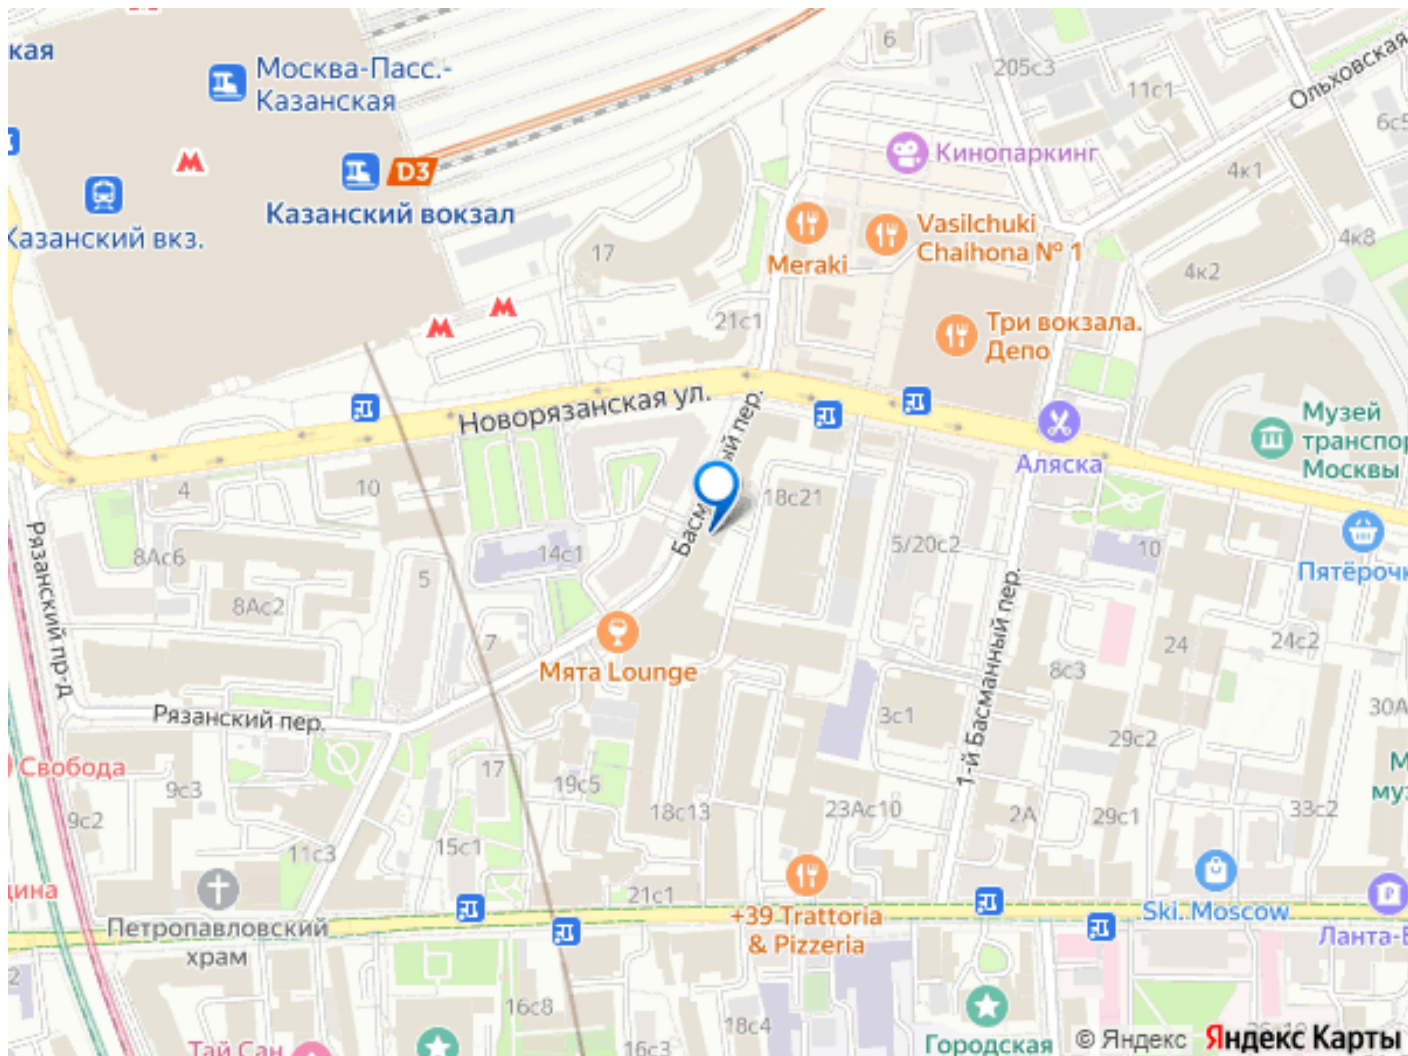 кая
Москва-Пасс.-
Казанская
6
205с3
11с1
Ольховская
6с5
D3
Кинопаркинг
4к1
Казанский вокзал
Казанский вкз.
Vasilchuki
Chaihona № 1
17
Meraki
4к8
4к2
21с1
Три вокзала.
Депо
Новорязанская ул.
Музей
транспор
Москвы
Аляска
4
10
18с21
8Ас6
14с1
5/20с2
10
Пятёрочк
Рязанский пр-д
5
8Ас2
7
24
24с2
Мята Lounge
8с3
1-й Басманный пер.
Рязанский пер.
3с1
30А
29с2
Свобода
17
9с3
19с5
М
муз
9с2
18с13
23Ас10
2А
29с1
33с2
11с3
15с1
цина
21с1
+39 Trattoria
& Pizzeria
Ski. Moscow
Петропавловский
храм
Ланта-Б
2
16с8
18с4
16с3
Тай Сан
Городская
© Яндекс Яндекс Карты